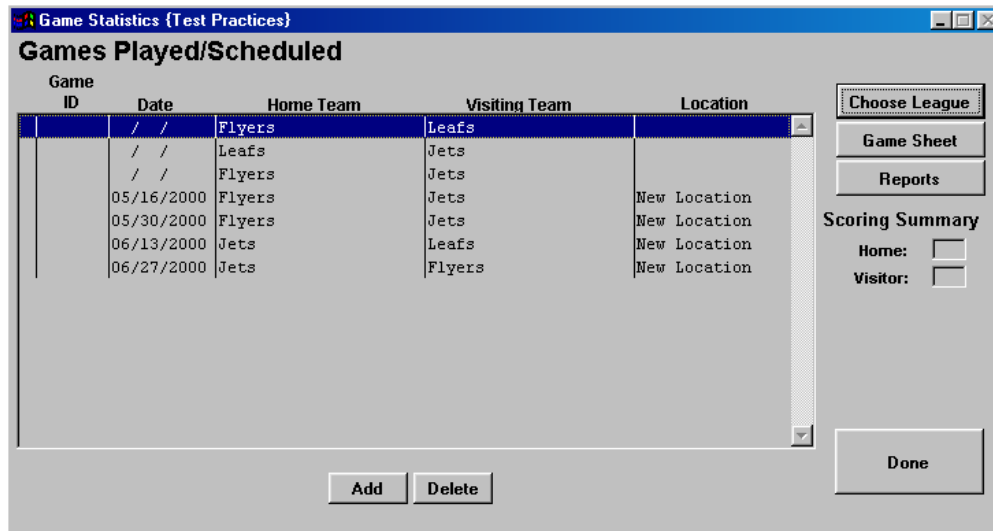 Game Statistics {Test Practices}
Games Played/Scheduled
Game ID Date Home Team Visiting Team Location
/ / Flyers Leafs
/ / Leafs Jets
/ / Flyers Jets
05/16/2000 Flyers Jets New Location
05/30/2000 Flyers Jets New Location
06/13/2000 Jets Leafs New Location
06/27/2000 Jets Flyers New Location
Choose League
Game Sheet
Reports
Scoring Summary
Home:
Visitor:
Done
Add Delete